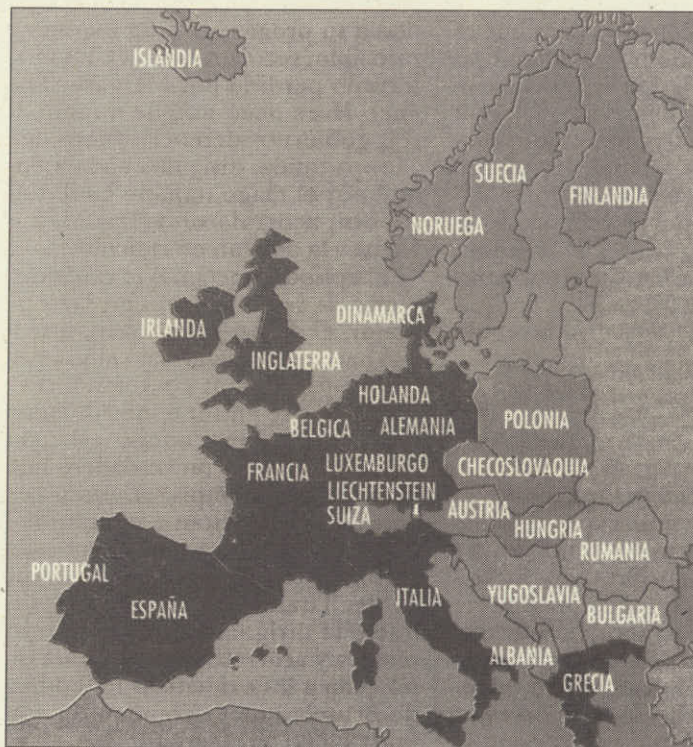 ISLANDIA
SUECIA
FINLANDIA
NORUEGA
DINAMARCA
IRLANDA
INGLATERRA
HOLANDA
POLONIA
BELGICA
ALEMANIA
FRANCIA
LUXEMBURGO
CHECOSLOVAQUIA
LIECHTENSTEIN
SUIZA
AUSTRIA
HUNGRIA
RUMANIA
PORTUGAL
ESPAÑA
ITALIA
YUGOSLAVIA
BULGARIA
ALBANIA
GRECIA